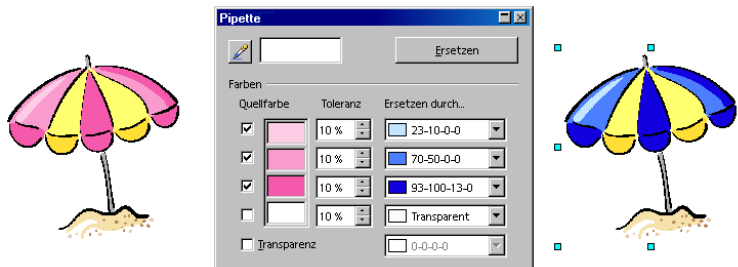 Pipette
Ersetzen
Farben
Quellfarbe Toleranz Ersetzen durch...
10 % 23-10-0-0
10 % 70-50-0-0
10 % 93-100-13-0
10 % Transparent
Transparenz 0-0-0-0